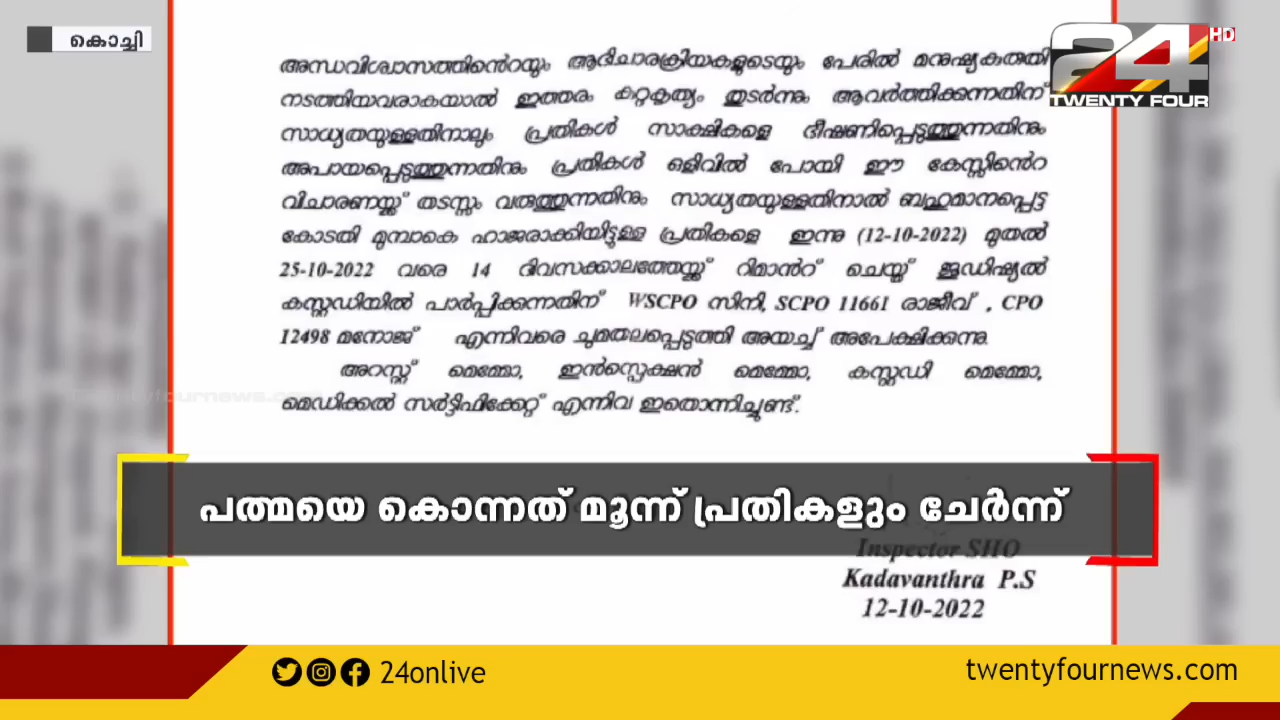 കൊച്ചി
24 HD
TWENTY FOUR
അന്ധവിശ്വാസത്തിൻെറയും ആഭിചാരക്രിയകളുടെയും പേരിൽ മനുഷ്യകുരുതി
നടത്തിയവരാകയാൽ ഇത്തരം കുറ്റകൃത്യം തുടർന്നും ആവർത്തിക്കുന്നതിന്
സാധ്യതയുള്ളതിനാലും പ്രതികൾ സാക്ഷികളെ ഭീഷണിപ്പെടുത്തുന്നതിനും
അപായപ്പെടുത്തുന്നതിനും പ്രതികൾ ഒളിവിൽ പോയി ഈ കേസ്സിൻെറ
വിചാരണയ്ക്ക് തടസ്സം വരുത്തുന്നതിനും സാധ്യതയുള്ളതിനാൽ ബഹുമാനപ്പെട്ട
കോടതി മുമ്പാകെ ഹാജരാക്കിയിട്ടുള്ള പ്രതികളെ ഇന്നു (12-10-2022) മുതൽ
25-10-2022 വരെ 14 ദിവസക്കാലത്തേയ്ക്ക് റിമാൻറ് ചെയ്ത് ജുഡിഷ്യൽ
കസ്റ്റഡിയിൽ പാർപ്പിക്കുന്നതിന് WSCPO സിനി, SCPO 11661 രാജീവ് , CPO
12498 മനോജ് എന്നിവരെ ചുമതലപ്പെടുത്തി അയച്ച് അപേക്ഷിക്കുന്നു.
അറസ്റ്റ് മെമ്മോ, ഇൻസ്പെക്ഷൻ മെമ്മോ, കസ്റ്റഡി മെമ്മോ,
മെഡിക്കൽ സർട്ടിഫിക്കേറ്റ് എന്നിവ ഇതൊന്നിച്ചുണ്ട്.
പത്മയെ കൊന്നത് മൂന്ന് പ്രതികളും ചേർന്ന്
Inspector SHO
Kadavanthra P.S
12-10-2022
24onlive
twentyfournews.com